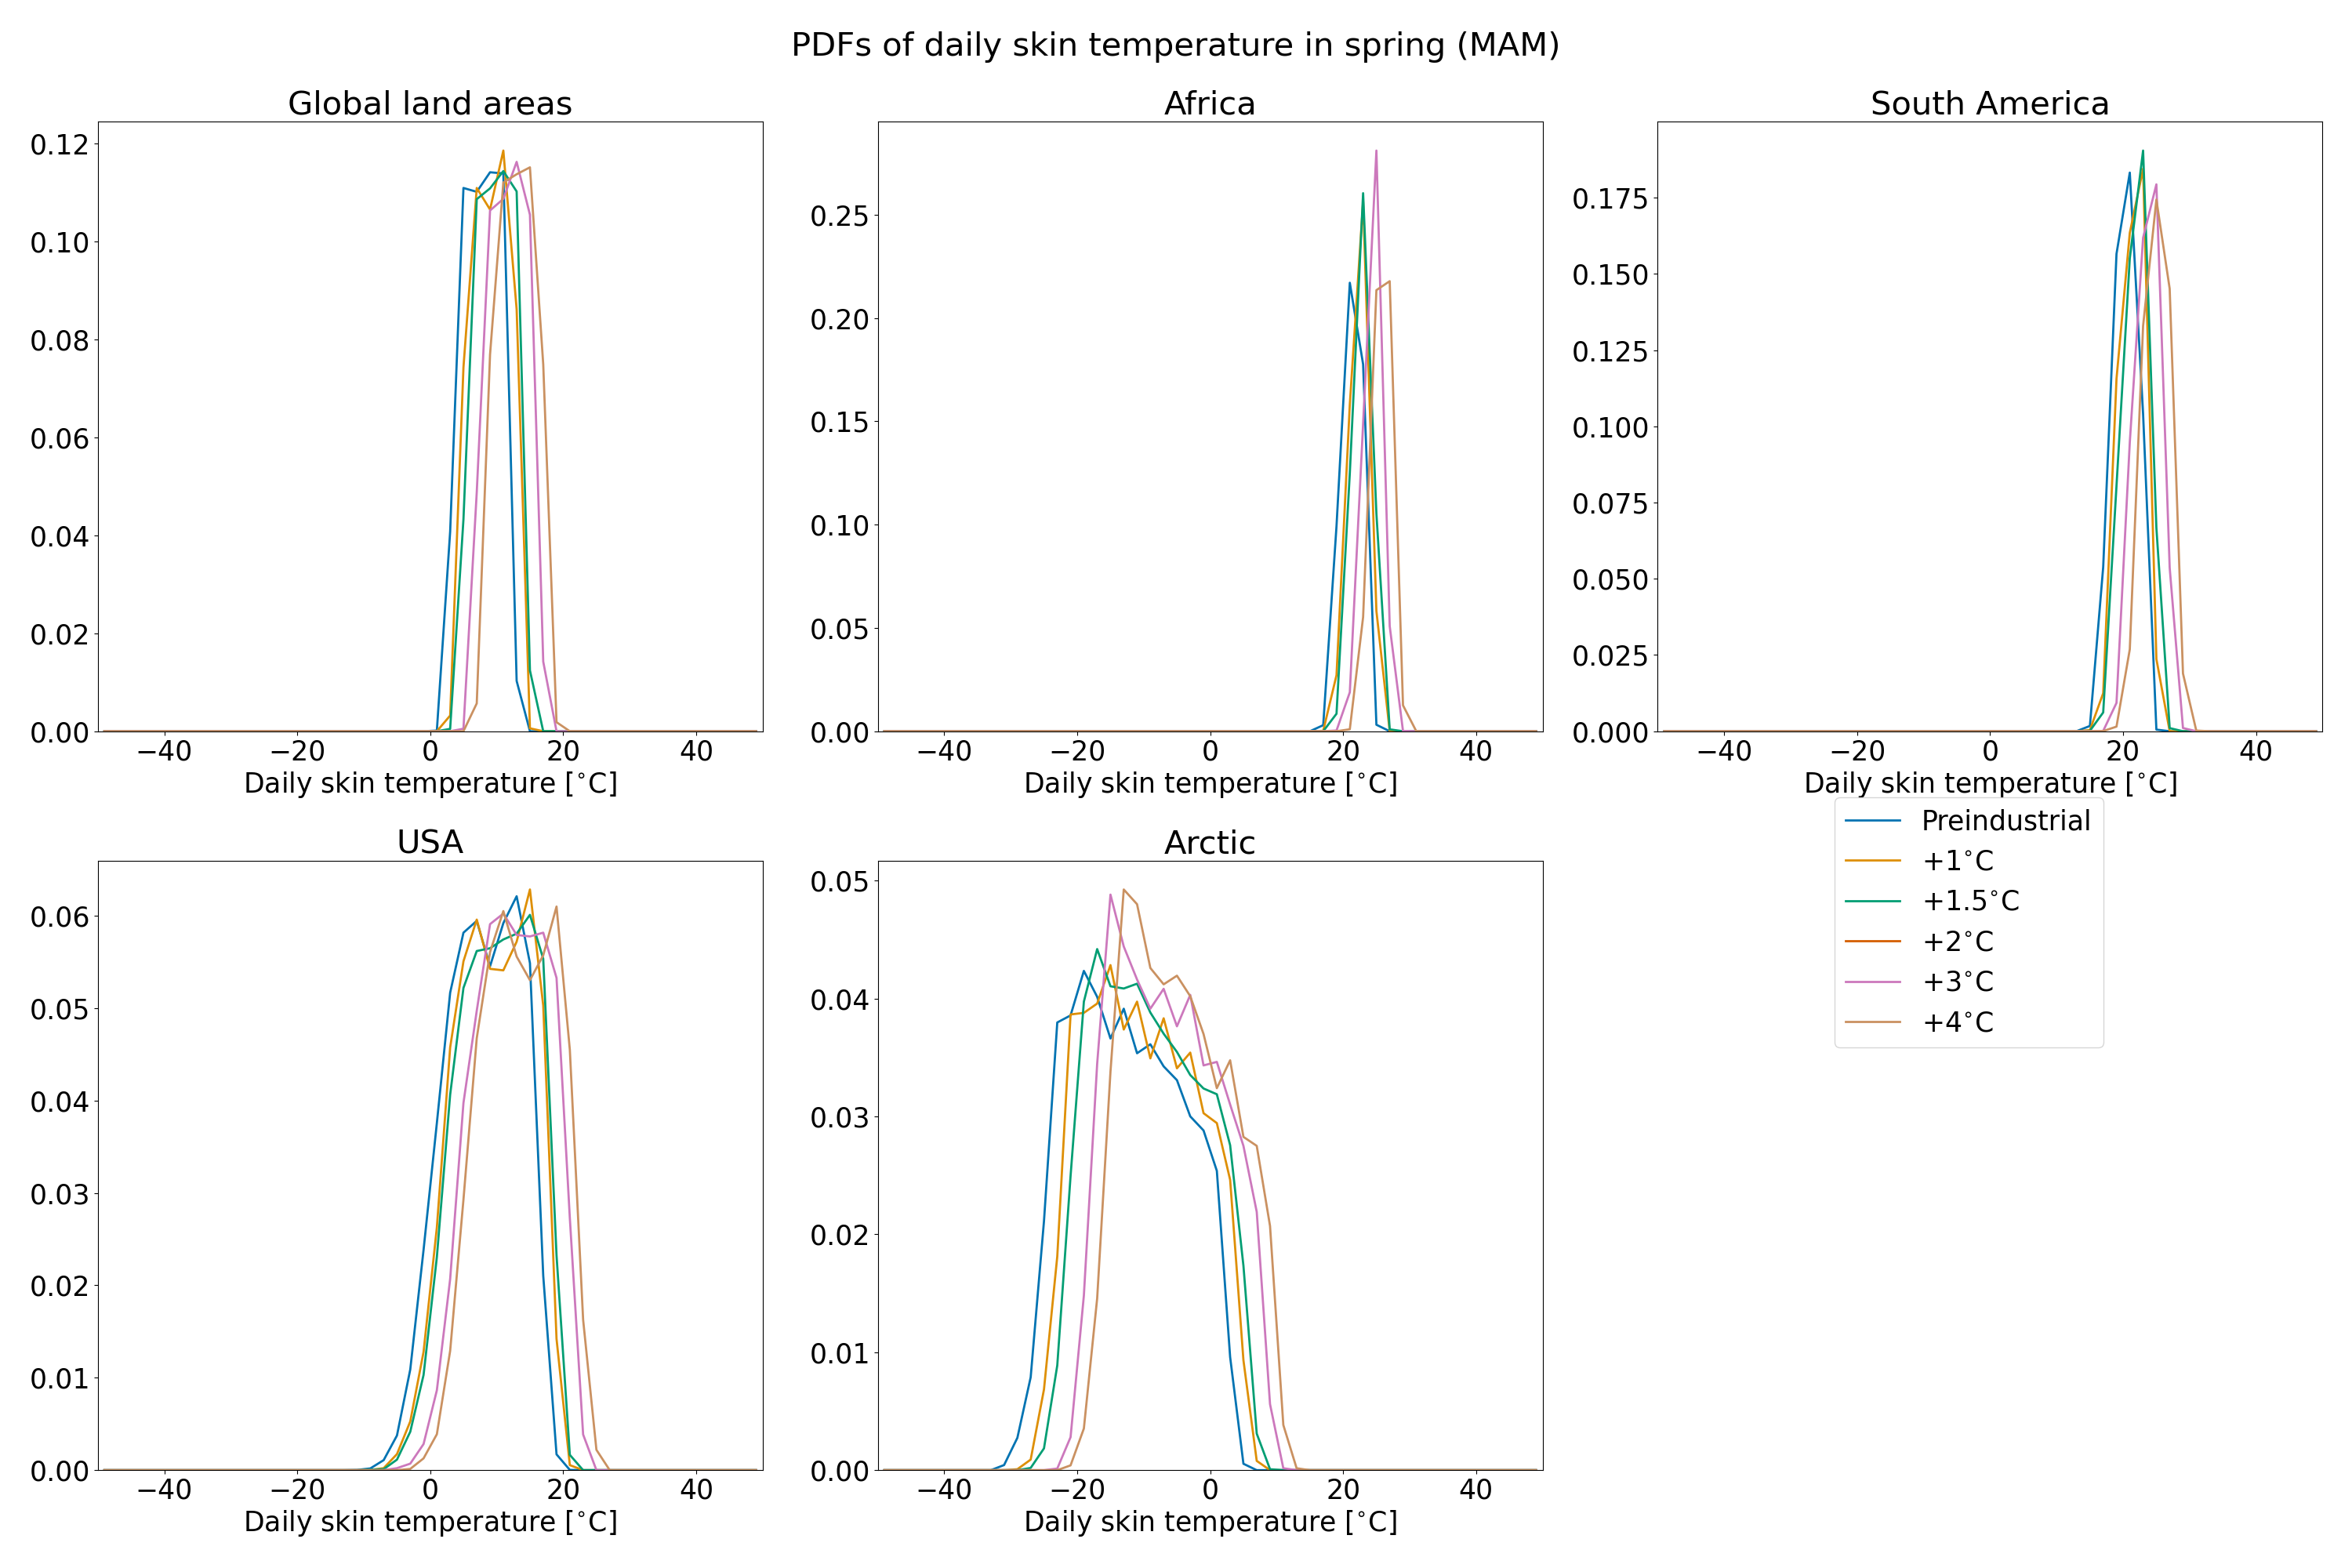 PDFs of daily skin temperature in spring (MAM)
Global land areas
0.12
0.10
0.08
0.06
0.04
0.02
0.00
−40 −20 0 20 40
Daily skin temperature [°C]
Africa
0.25
0.20
0.15
0.10
0.05
0.00
−40 −20 0 20 40
Daily skin temperature [°C]
South America
0.175
0.150
0.125
0.100
0.075
0.050
0.025
0.000
−40 −20 0 20 40
Daily skin temperature [°C]
USA
0.06
0.05
0.04
0.03
0.02
0.01
0.00
−40 −20 0 20 40
Daily skin temperature [°C]
Arctic
0.05
0.04
0.03
0.02
0.01
0.00
−40 −20 0 20 40
Daily skin temperature [°C]
Preindustrial
+1°C
+1.5°C
+2°C
+3°C
+4°C